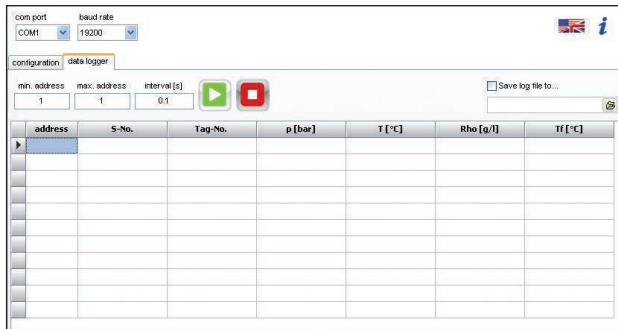 com port baud rate
COM1 19200
configuration data logger
min. address max. address interval [s]
1 1 0.1
Save log file to...
address S-No. Tag-No. p [bar] T [°C] Rho [g/l] Tf [°C]